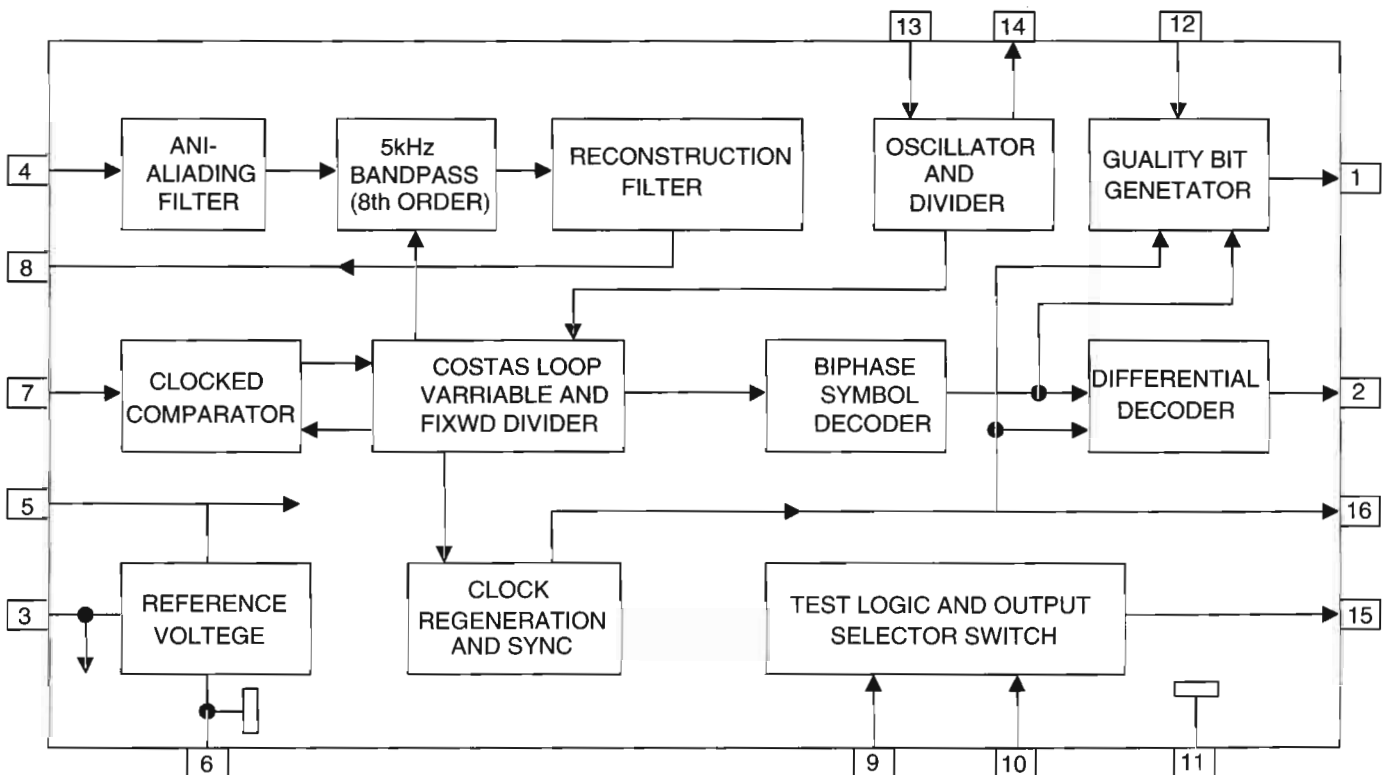 13
14
12
4
ANI-
ALIADING
FILTER
5kHz
BANDPASS
(8th ORDER)
RECONSTRUCTION
FILTER
OSCILLATOR
AND
DIVIDER
GUALITY BIT
GENETATOR
1
8
7
CLOCKED
COMPARATOR
COSTAS LOOP
VARRIABLE AND
FIXWD DIVIDER
BIPHASE
SYMBOL
DECODER
DIFFERENTIAL
DECODER
2
5
16
3
REFERENCE
VOLTEGE
CLOCK
REGENERATION
AND SYNC
TEST LOGIC AND OUTPUT
SELECTOR SWITCH
15
6
9
10
11